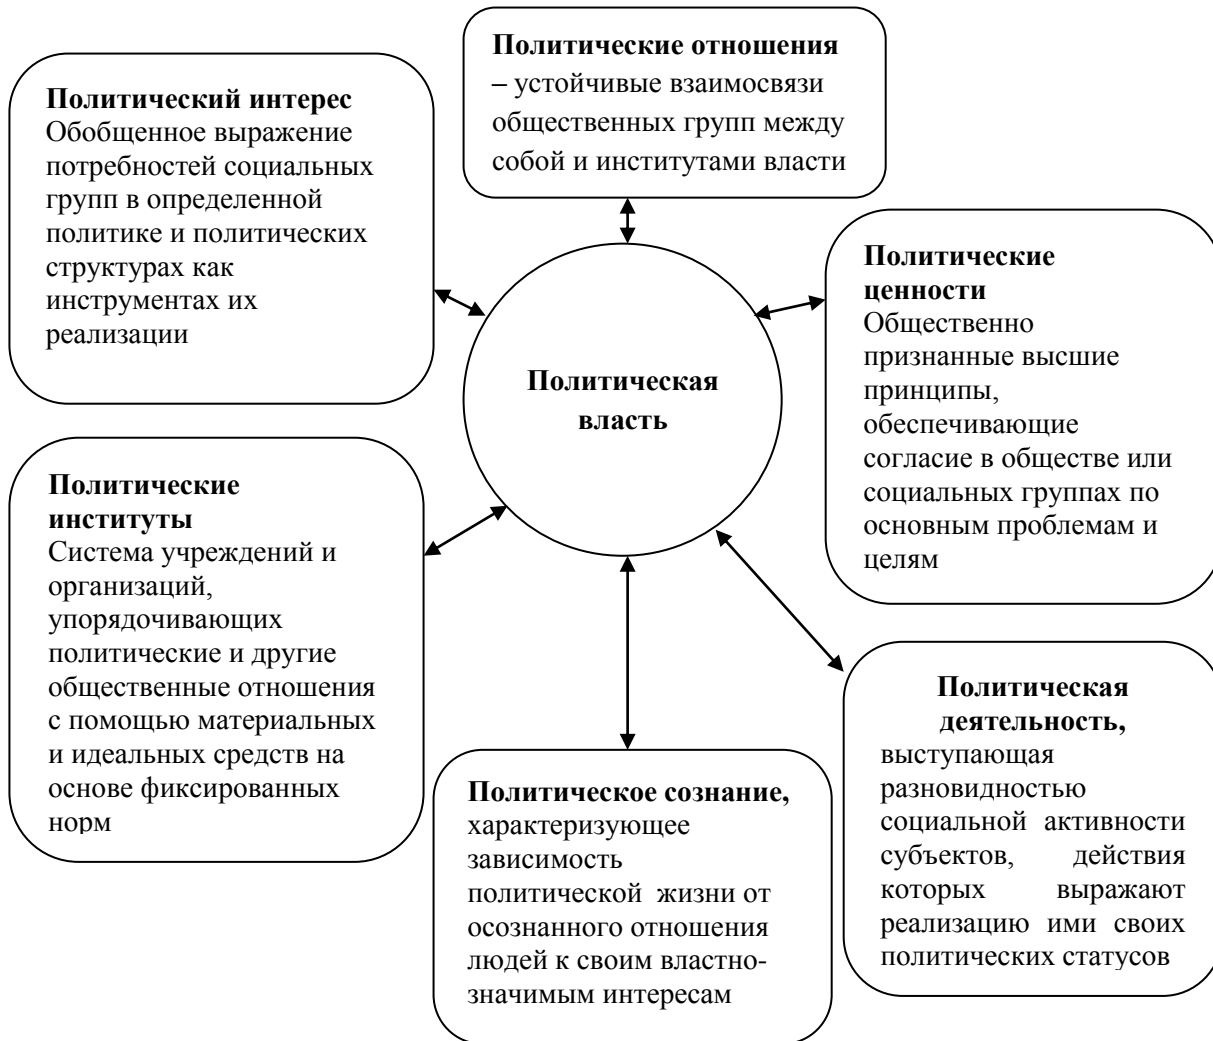 Политические отношения
– устойчивые взаимосвязи
общественных групп между
собой и институтами власти
Политический интерес
Обобщенное выражение
потребностей социальных
групп в определенной
политике и политических
структурах как
инструментах их
реализации
Политические
ценности
Общественно
признанные высшие
принципы,
обеспечивающие
согласие в обществе или
социальных группах по
основным проблемам и
целям
Политическая
власть
Политические
институты
Система учреждений и
организаций,
упорядочивающих
политические и другие
общественные отношения
с помощью материальных
и идеальных средств на
основе фиксированных
норм
Политическая
деятельность,
выступающая
разновидностью
социальной активности
субъектов, действия
которых выражают
реализацию ими своих
политических статусов
Политическое сознание,
характеризующее
зависимость
политической жизни от
осознанного отношения
людей к своим властно-
значимым интересам